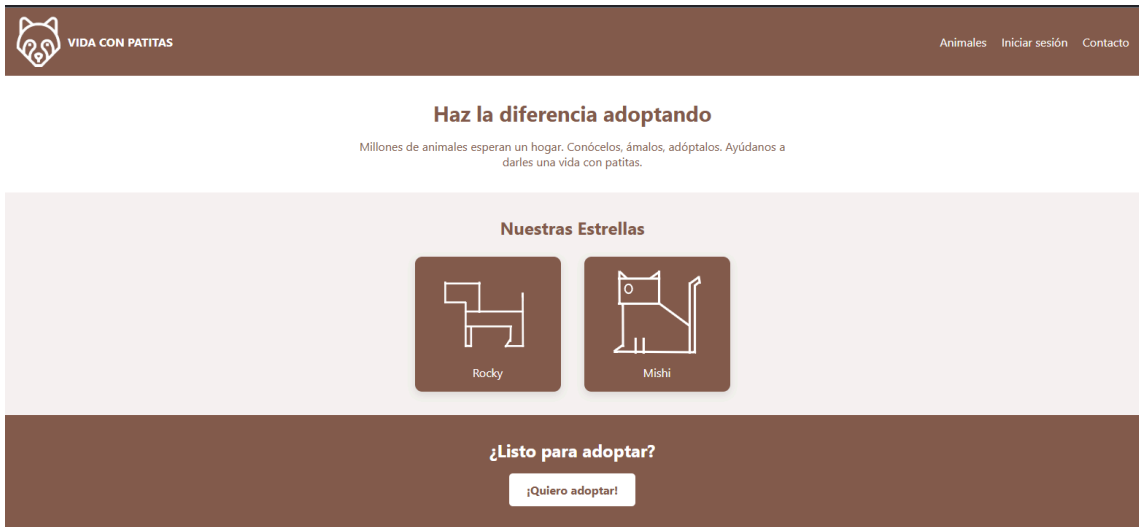 VIDA CON PATITAS
Animales Iniciar sesión Contacto
Haz la diferencia adoptando
Millones de animales esperan un hogar. Conócelos, ámalos, adóptalos. Ayúdanos a
darles una vida con patitas.
Nuestras Estrellas
Rocky
Mishi
¿Listo para adoptar?
¡Quiero adoptar!